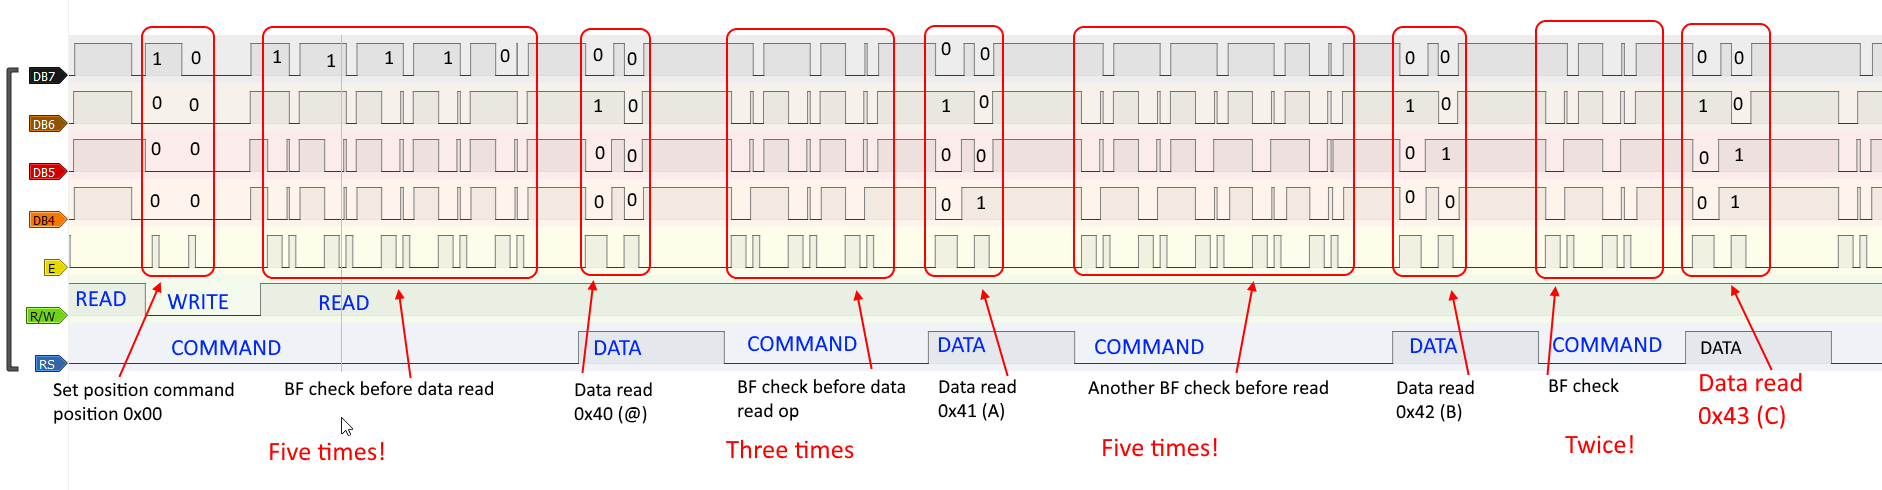 DB7 1 0 1 1 1 1 0 0 0 0 0 0 0 0 0
DB6 0 0 1 0 1 0 1 0 1 0
DB5 0 0 0 0 0 0 0 1 0 1
DB4 0 0 0 0 0 1 0 0 0 1
E
R/W READ WRITE READ
RS COMMAND DATA COMMAND DATA COMMAND DATA COMMAND DATA
Set position command
position 0x00
BF check before data read
Five times!
Data read
0x40 (@)
BF check before data
read op
Three times
Data read
0x41 (A)
Another BF check before read
Five times!
Data read
0x42 (B)
BF check
Twice!
Data read
0x43 (C)